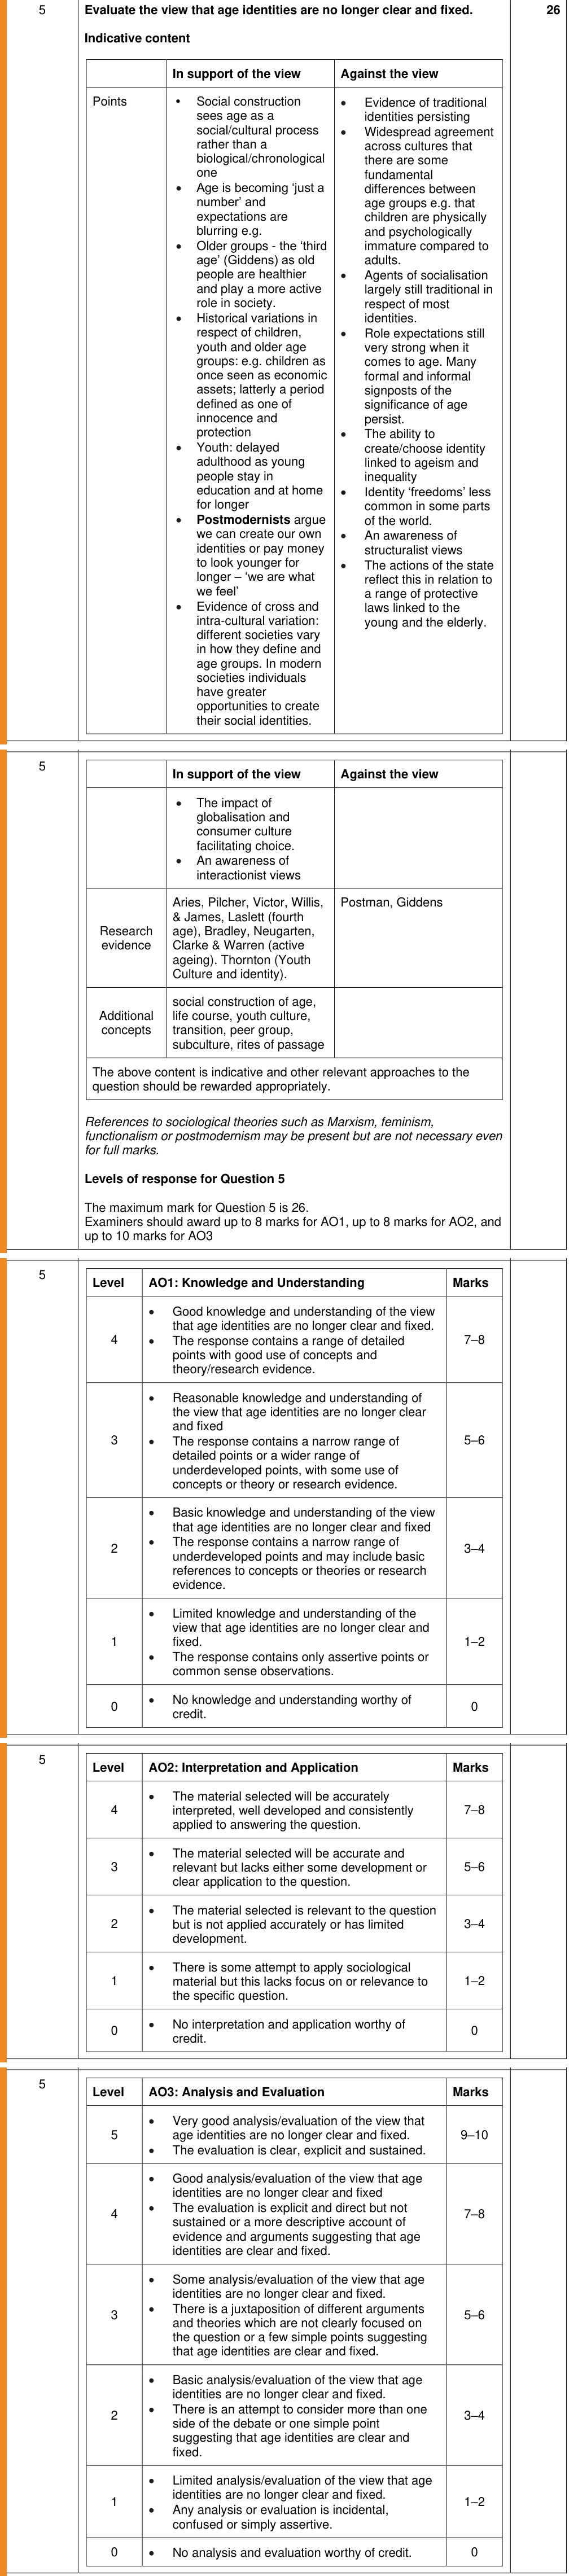 5
Evaluate the view that age identities are no longer clear and fixed.
26
Indicative content
In support of the view
Against the view
Points
• Social construction
sees age as a
social/cultural process
rather than a
biological/chronological
one
• Age is becoming ‘just a
number’ and
expectations are
blurring e.g.
• Older groups - the ‘third
age’ (Giddens) as old
people are healthier
and play a more active
role in society.
• Historical variations in
respect of children,
youth and older age
groups: e.g. children as
once seen as economic
assets; latterly a period
defined as one of
innocence and
protection
• Youth: delayed
adulthood as young
people stay in
education and at home
for longer
• Postmodernists argue
we can create our own
identities or pay money
to look younger for
longer – ‘we are what
we feel’
• Evidence of cross and
intra-cultural variation:
different societies vary
in how they define and
age groups. In modern
societies individuals
have greater
opportunities to create
their social identities.
• Evidence of traditional
identities persisting
• Widespread agreement
across cultures that
there are some
fundamental
differences between
age groups e.g. that
children are physically
and psychologically
immature compared to
adults.
• Agents of socialisation
largely still traditional in
respect of most
identities.
• Role expectations still
very strong when it
comes to age. Many
formal and informal
signposts of the
significance of age
persist.
• The ability to
create/choose identity
linked to ageism and
inequality
• Identity ‘freedoms’ less
common in some parts
of the world.
• An awareness of
structuralist views
• The actions of the state
reflect this in relation to
a range of protective
laws linked to the
young and the elderly.
5
In support of the view
Against the view
• The impact of
globalisation and
consumer culture
facilitating choice.
• An awareness of
interactionist views
Research
evidence
Aries, Pilcher, Victor, Willis,
& James, Laslett (fourth
age), Bradley, Neugarten,
Clarke & Warren (active
ageing). Thornton (Youth
Culture and identity).
Postman, Giddens
Additional
concepts
social construction of age,
life course, youth culture,
transition, peer group,
subculture, rites of passage
The above content is indicative and other relevant approaches to the
question should be rewarded appropriately.
References to sociological theories such as Marxism, feminism,
functionalism or postmodernism may be present but are not necessary even
for full marks.
Levels of response for Question 5
The maximum mark for Question 5 is 26.
Examiners should award up to 8 marks for AO1, up to 8 marks for AO2, and
up to 10 marks for AO3
5
Level
AO1: Knowledge and Understanding
Marks
4
• Good knowledge and understanding of the view
that age identities are no longer clear and fixed.
• The response contains a range of detailed
points with good use of concepts and
theory/research evidence.
7–8
3
• Reasonable knowledge and understanding of
the view that age identities are no longer clear
and fixed
• The response contains a narrow range of
detailed points or a wider range of
underdeveloped points, with some use of
concepts or theory or research evidence.
5–6
2
• Basic knowledge and understanding of the view
that age identities are no longer clear and fixed
• The response contains a narrow range of
underdeveloped points and may include basic
references to concepts or theories or research
evidence.
3–4
1
• Limited knowledge and understanding of the
view that age identities are no longer clear and
fixed.
• The response contains only assertive points or
common sense observations.
1–2
0
• No knowledge and understanding worthy of
credit.
0
5
Level
AO2: Interpretation and Application
Marks
4
• The material selected will be accurately
interpreted, well developed and consistently
applied to answering the question.
7–8
3
• The material selected will be accurate and
relevant but lacks either some development or
clear application to the question.
5–6
2
• The material selected is relevant to the question
but is not applied accurately or has limited
development.
3–4
1
• There is some attempt to apply sociological
material but this lacks focus on or relevance to
the specific question.
1–2
0
• No interpretation and application worthy of
credit.
0
5
Level
AO3: Analysis and Evaluation
Marks
5
• Very good analysis/evaluation of the view that
age identities are no longer clear and fixed.
• The evaluation is clear, explicit and sustained.
9–10
4
• Good analysis/evaluation of the view that age
identities are no longer clear and fixed
• The evaluation is explicit and direct but not
sustained or a more descriptive account of
evidence and arguments suggesting that age
identities are clear and fixed.
7–8
3
• Some analysis/evaluation of the view that age
identities are no longer clear and fixed.
• There is a juxtaposition of different arguments
and theories which are not clearly focused on
the question or a few simple points suggesting
that age identities are clear and fixed.
5–6
2
• Basic analysis/evaluation of the view that age
identities are no longer clear and fixed.
• There is an attempt to consider more than one
side of the debate or one simple point
suggesting that age identities are clear and
fixed.
3–4
1
• Limited analysis/evaluation of the view that age
identities are no longer clear and fixed.
• Any analysis or evaluation is incidental,
confused or simply assertive.
1–2
0
• No analysis and evaluation worthy of credit.
0